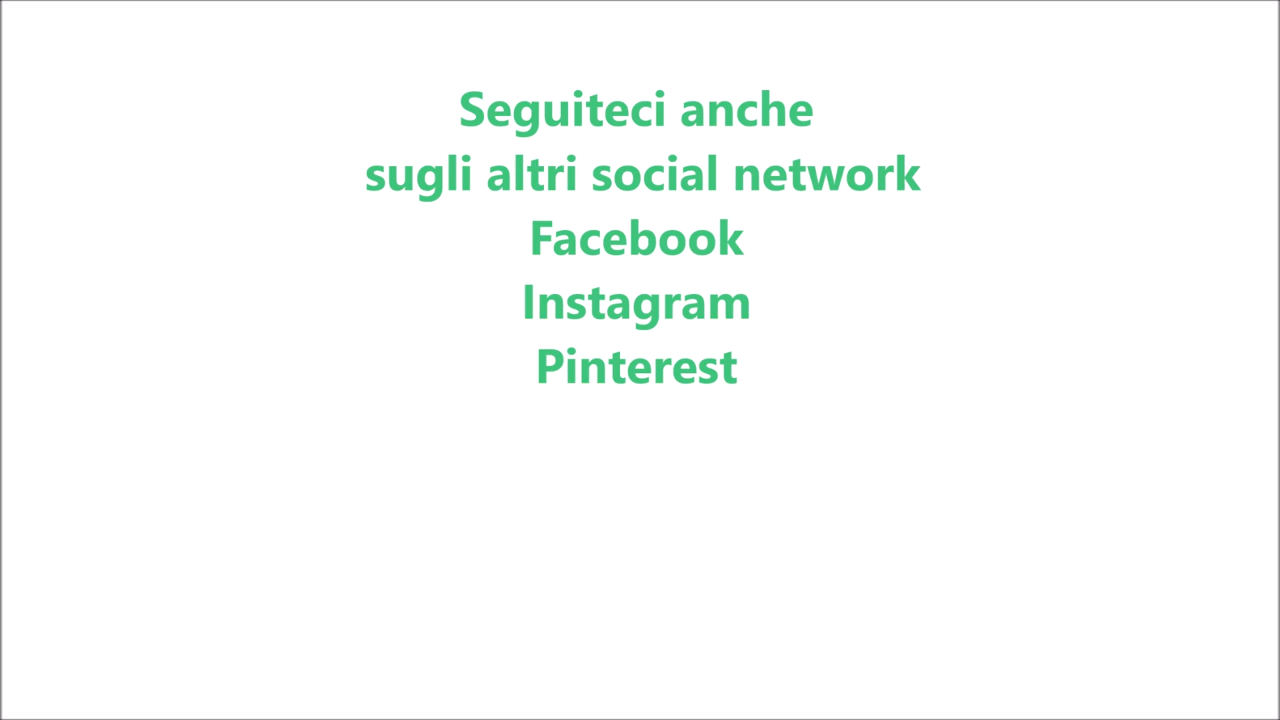 Seguiteci anche
sugli altri social network
Facebook
Instagram
Pinterest